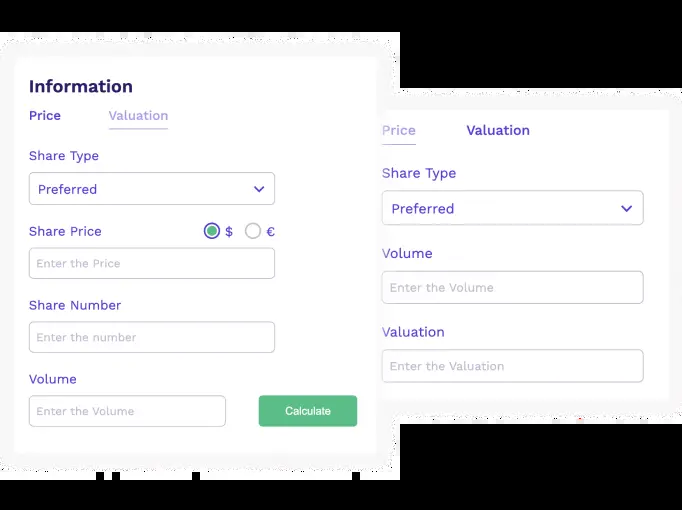 Information
Price Valuation
Share Type
Preferred
Share Price $ €
Enter the Price
Share Number
Enter the number
Volume
Enter the Volume Calculate
Price Valuation
Share Type
Preferred
Volume
Enter the Volume
Valuation
Enter the Valuation